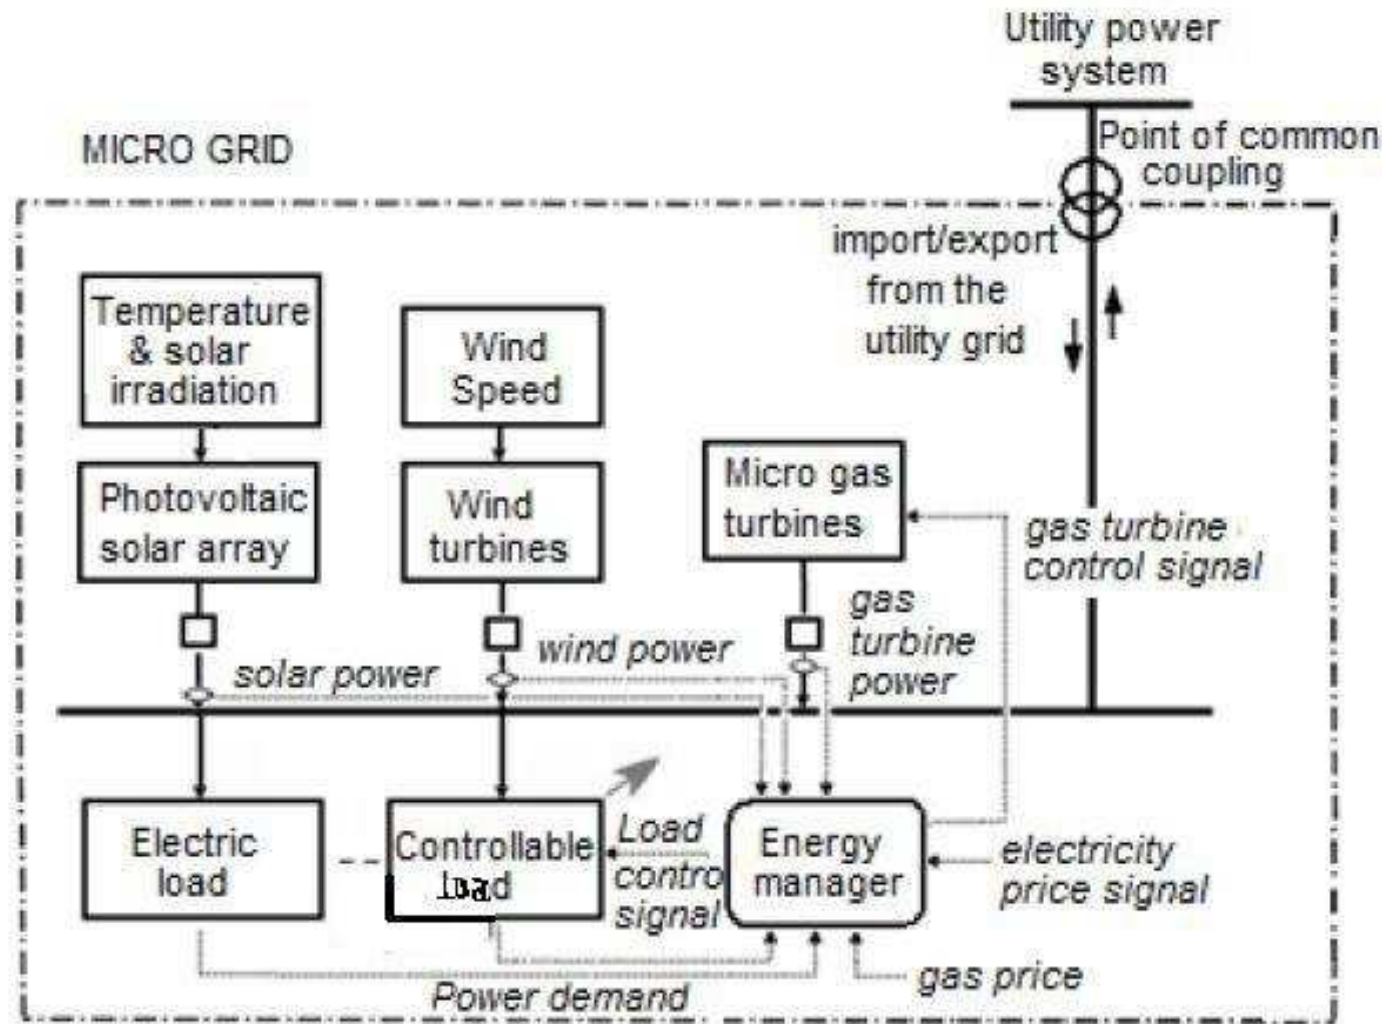 Utility power
system
Point of common
coupling
MICRO GRID
import/export
from the
utility grid
Temperature
& solar
irradiation
Wind
Speed
Photovoltaic
solar array
Wind
turbines
Micro gas
turbines
gas turbine
control signal
gas
turbine
power
wind power
solar power
Electric
load
Controllable
load
Load
contro
signal
Energy
manager
electricity
price signal
gas price
Power demand